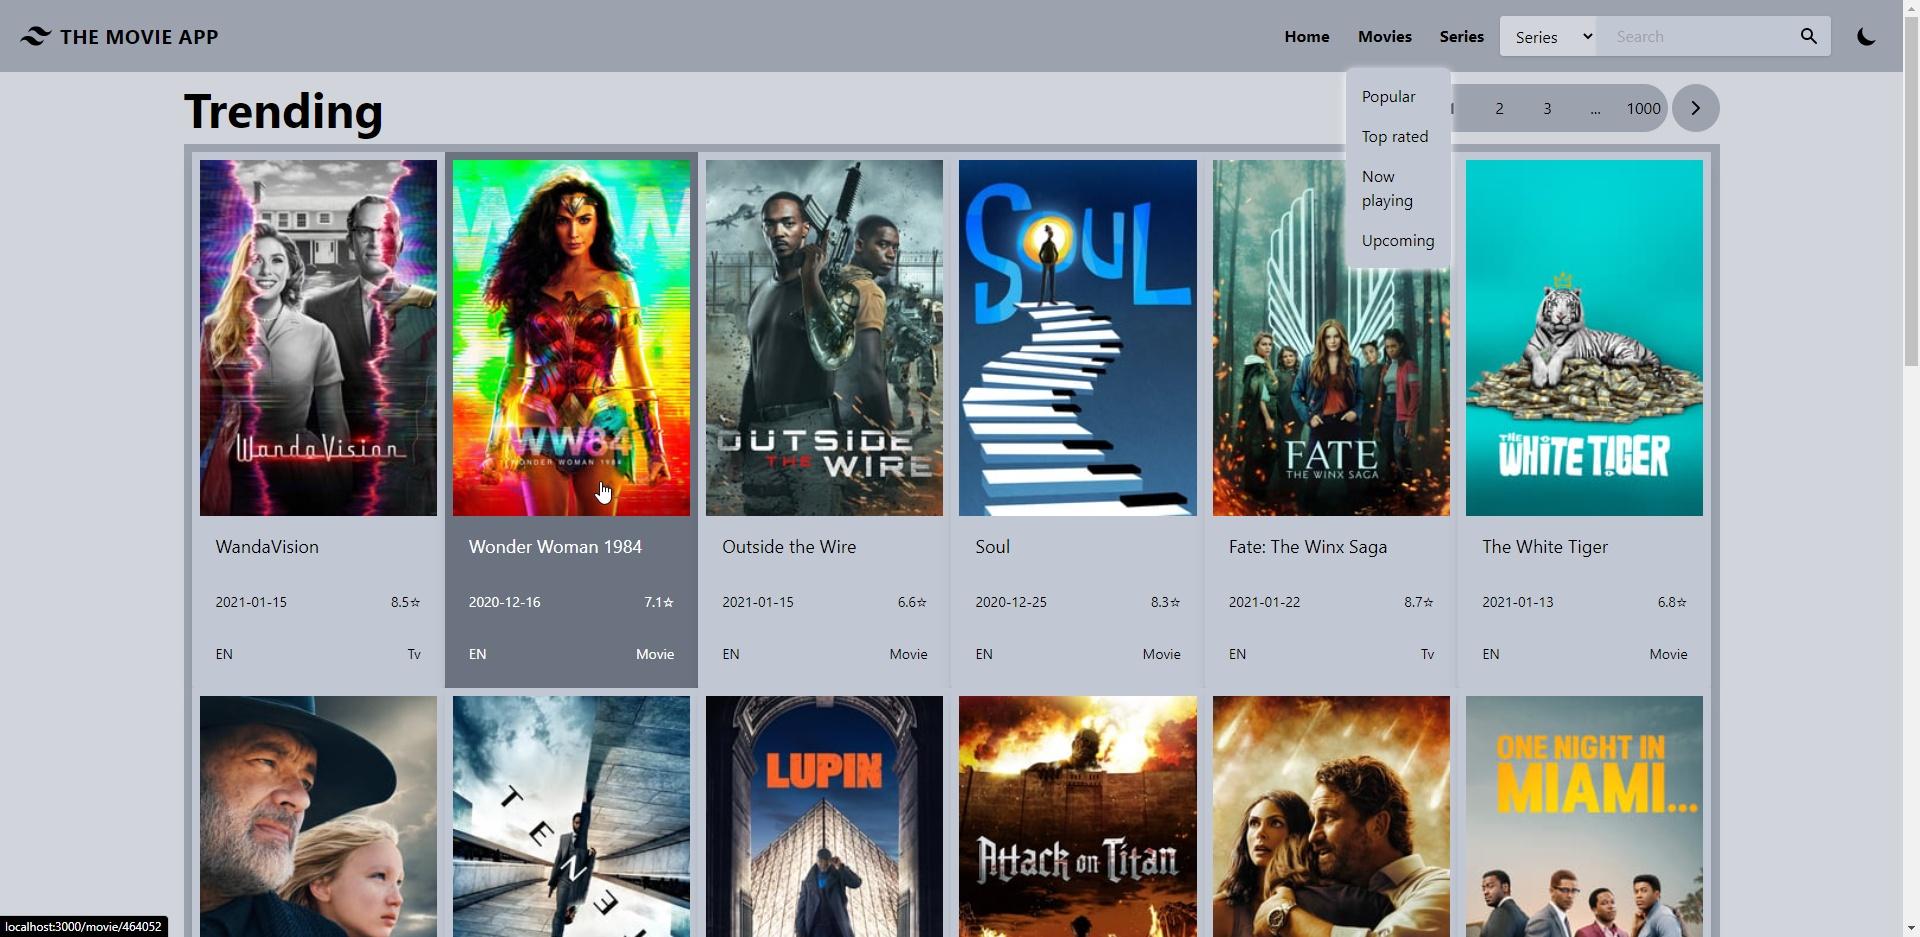 THE MOVIE APP
Home Movies Series Series Search
Popular
Top rated
Now
playing
Upcoming
Trending
2 3 ... 1000
WandaVision
WW84
WONDER WOMAN 1984
OUTSIDE
THE WIRE
SOUL
FATE
THE WINX SAGA
THE
WHITE TIGER
WandaVision Wonder Woman 1984 Outside the Wire Soul Fate: The Winx Saga The White Tiger
2021-01-15 8.5☆ 2020-12-16 7.1☆ 2021-01-15 6.6☆ 2020-12-25 8.3☆ 2021-01-22 8.7☆ 2021-01-13 6.8☆
EN Tv EN Movie EN Movie EN Movie EN Tv EN Movie
TENET
LUPIN
Attack on Titan
ONE NIGHT IN
MIAMI...
localhost:3000/movie/464052